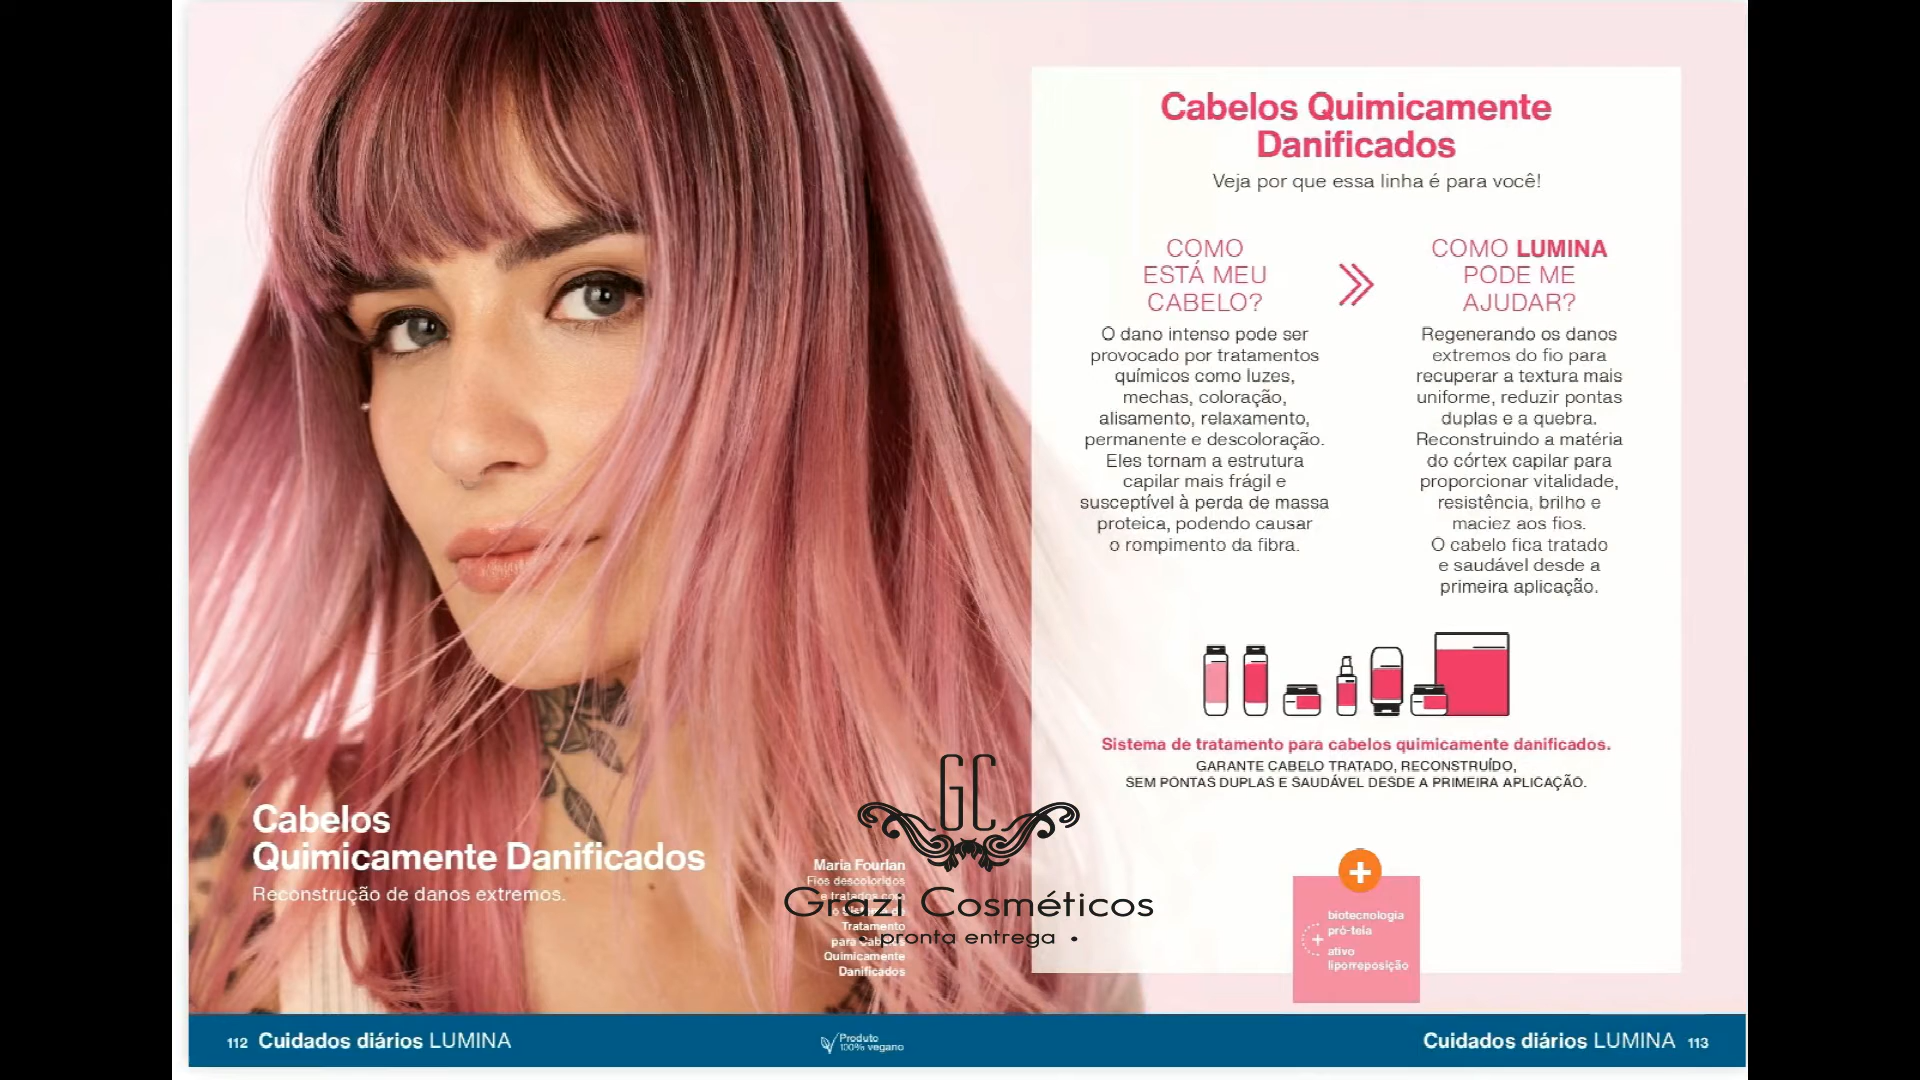 Cabelos
Quimicamente Danificados
Reconstrução de danos extremos.
Maria Fourlan
Fios descoloridos
e tratados com
o Sistema de
Tratamento
para Cabelos
Quimicamente
Danificados
GC
Grazi Cosméticos
• pronta entrega •
Cabelos Quimicamente
Danificados
Veja por que essa linha é para você!
COMO
ESTÁ MEU
CABELO?
O dano intenso pode ser
provocado por tratamentos
químicos como luzes,
mechas, coloração,
alisamento, relaxamento,
permanente e descoloração.
Eles tornam a estrutura
capilar mais frágil e
susceptível à perda de massa
proteica, podendo causar
o rompimento da fibra.
COMO LUMINA
PODE ME
AJUDAR?
Regenerando os danos
extremos do fio para
recuperar a textura mais
uniforme, reduzir pontas
duplas e a quebra.
Reconstruindo a matéria
do córtex capilar para
proporcionar vitalidade,
resistência, brilho e
maciez aos fios.
O cabelo fica tratado
e saudável desde a
primeira aplicação.
Sistema de tratamento para cabelos quimicamente danificados.
GARANTE CABELO TRATADO, RECONSTRUÍDO,
SEM PONTAS DUPLAS E SAUDÁVEL DESDE A PRIMEIRA APLICAÇÃO.
+
biotecnologia
pró-teia
+
ativo
liporreposição
112 Cuidados diários LUMINA
Produto
100% vegano
Cuidados diários LUMINA 113